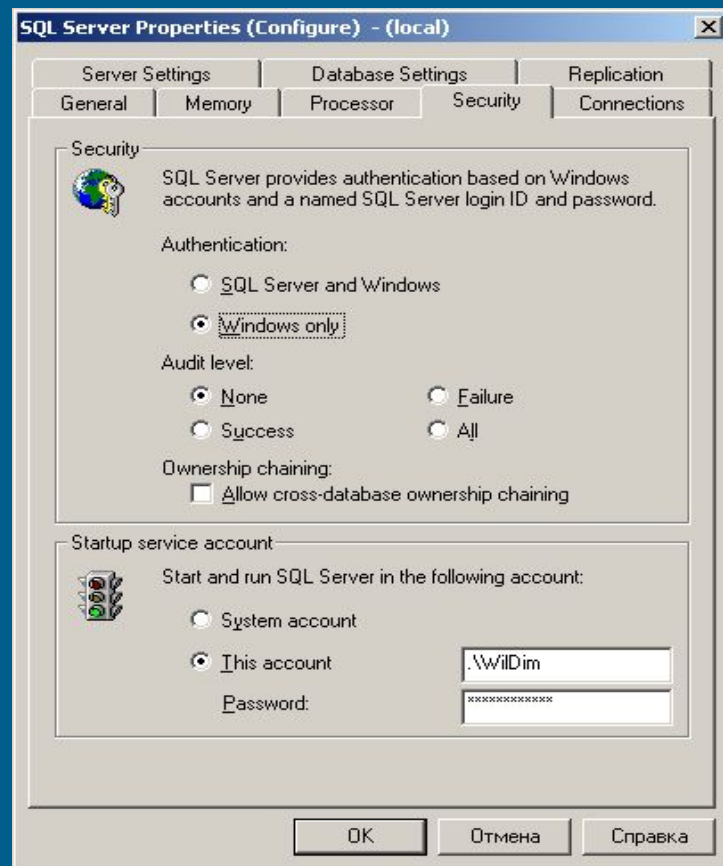 SQL Server Properties (Configure) - (local)
Server Settings
Database Settings
Replication
General
Memory
Processor
Security
Connections
Security
SQL Server provides authentication based on Windows
accounts and a named SQL Server login ID and password.
Authentication:
SQL Server and Windows
Windows only
Audit level:
None
Failure
Success
All
Ownership chaining:
Allow cross-database ownership chaining
Startup service account
Start and run SQL Server in the following account:
System account
This account
.\WilDim
Password:
************
OK
Отмена
Справка